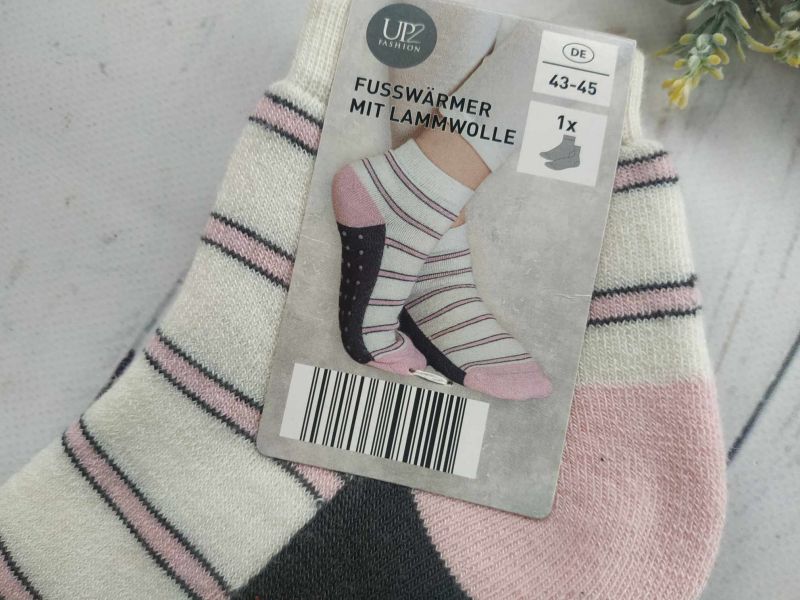 UP2
FASHION
FUSSWÄRMER
MIT LAMMWOLLE
DE
43-45
1x